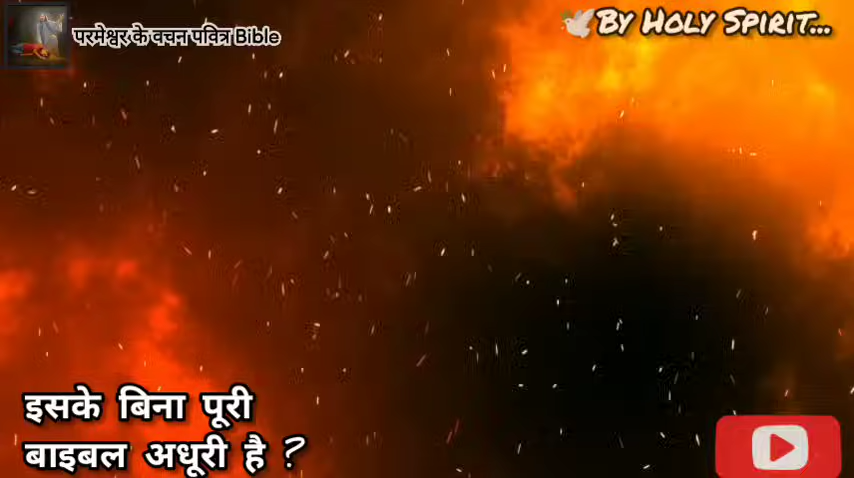 परमेश्वर के वचन पवित्र Bible
By Holy Spirit...
इसके बिना पूरी
बाइबल अधूरी है ?